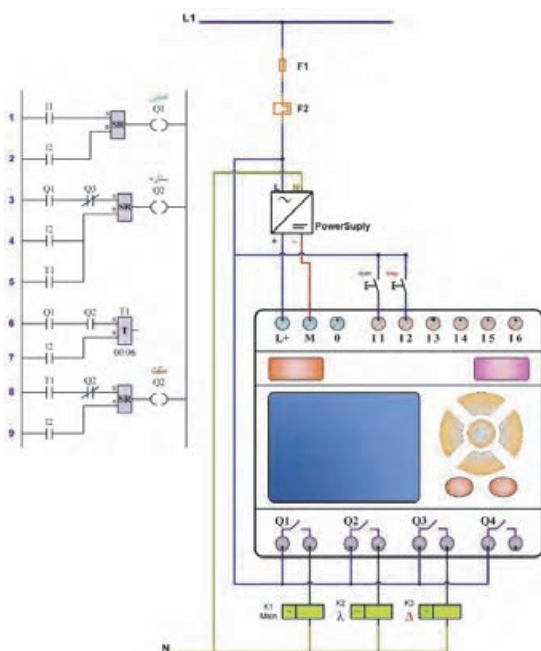 L1
F1
F2
L N
PowerSuply
+ -
1 I1 S SR Q1
2 I2 R
3 Q1 Q3 S SR Q2
4 I2 R
5 T1
6 Q1 Q2 T1 T
7 I2 R 00:06
8 T1 Q2 S SR Q2
9 I2 R
L+ M 0 I1 I2 I3 I4 I5 I6
Q1 Q2 Q3 Q4
K1 Main K2 λ K3 Δ
N